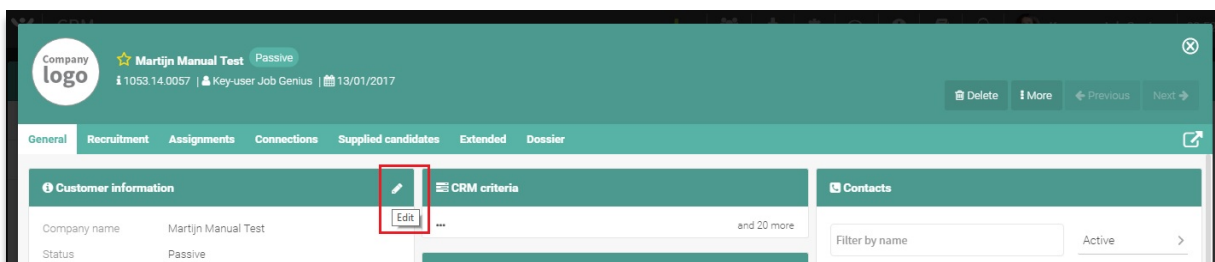 CRM
Company
logo
Martijn Manual Test Passive
1053.14.0057 | Key-user Job Genius | 13/01/2017
Delete More Previous Next
General Recruitment Assignments Connections Supplied candidates Extended Dossier
Customer information
CRM criteria
Contacts
Edit
Company name Martijn Manual Test
... and 20 more
Filter by name Active
Status Passive